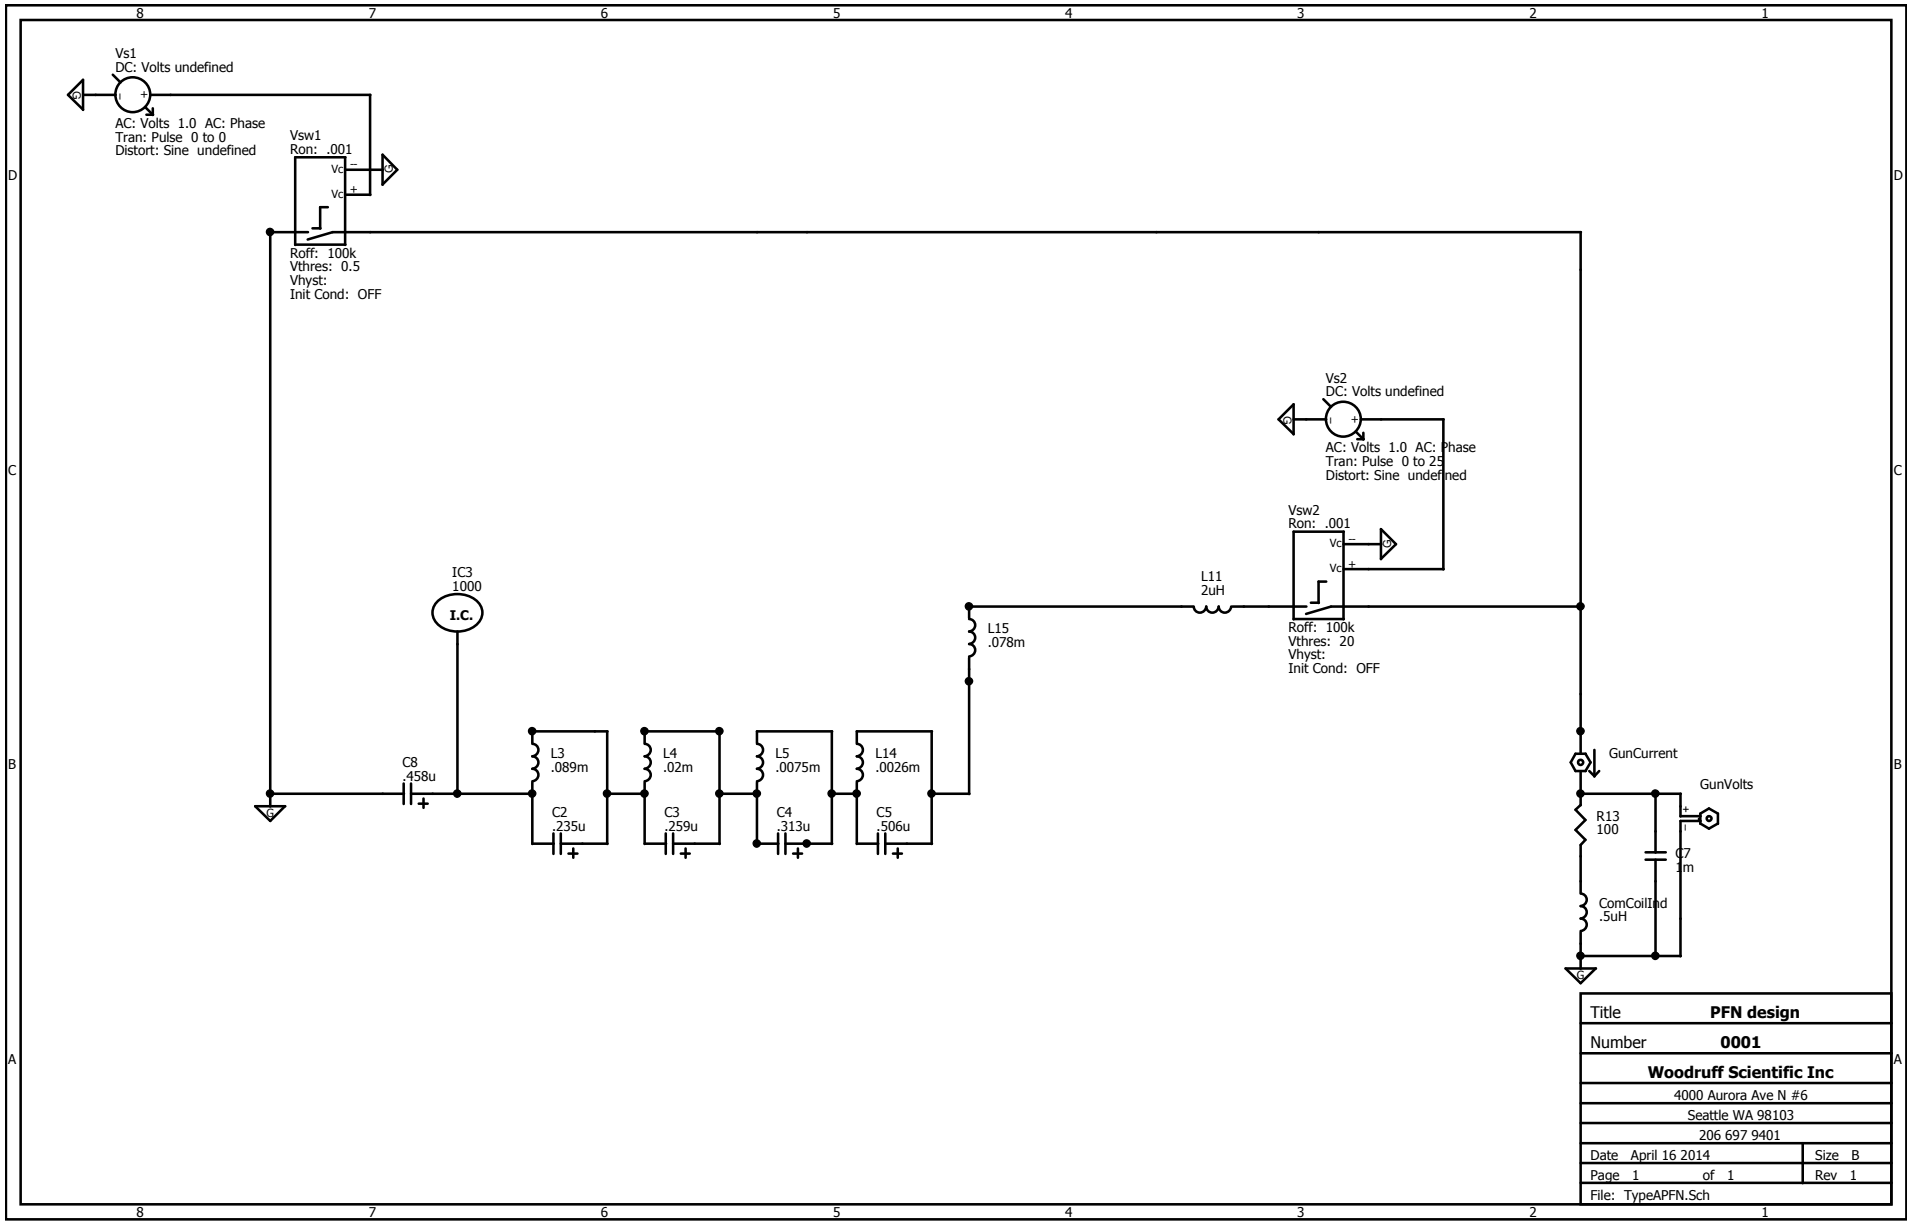 8 7 6 5 4 3 2 1
Vs1
DC: Volts undefined
G
- +
AC: Volts 1.0 AC: Phase
Tran: Pulse 0 to 0
Distort: Sine undefined
Vsw1
Ron: .001
Vc -
G
Vc +
D D
Roff: 100k
Vthres: 0.5
Vhyst:
Init Cond: OFF
Vs2
DC: Volts undefined
G
- +
AC: Volts 1.0 AC: Phase
Tran: Pulse 0 to 25
Distort: Sine undefined
C C
Vsw2
Ron: .001
Vc -
G
Vc +
Roff: 100k
Vthres: 20
Vhyst:
Init Cond: OFF
IC3
1000
I.C.
L11
2uH
L15
.078m
B B
C8
.458u
+
G
L3
.089m
L4
.02m
L5
.0075m
L14
.0026m
C2
.235u
+
C3
.259u
+
C4
.313u
+
C5
.506u
+
GunCurrent
GunVolts
+
-
R13
100
C7
1m
ComCoilInd
.5uH
G
A A
Title PFN design
Number 0001
Woodruff Scientific Inc
4000 Aurora Ave N #6
Seattle WA 98103
206 697 9401
Date April 16 2014 Size B
Page 1 of 1 Rev 1
File: TypeAPFN.Sch
8 7 6 5 4 3 2 1